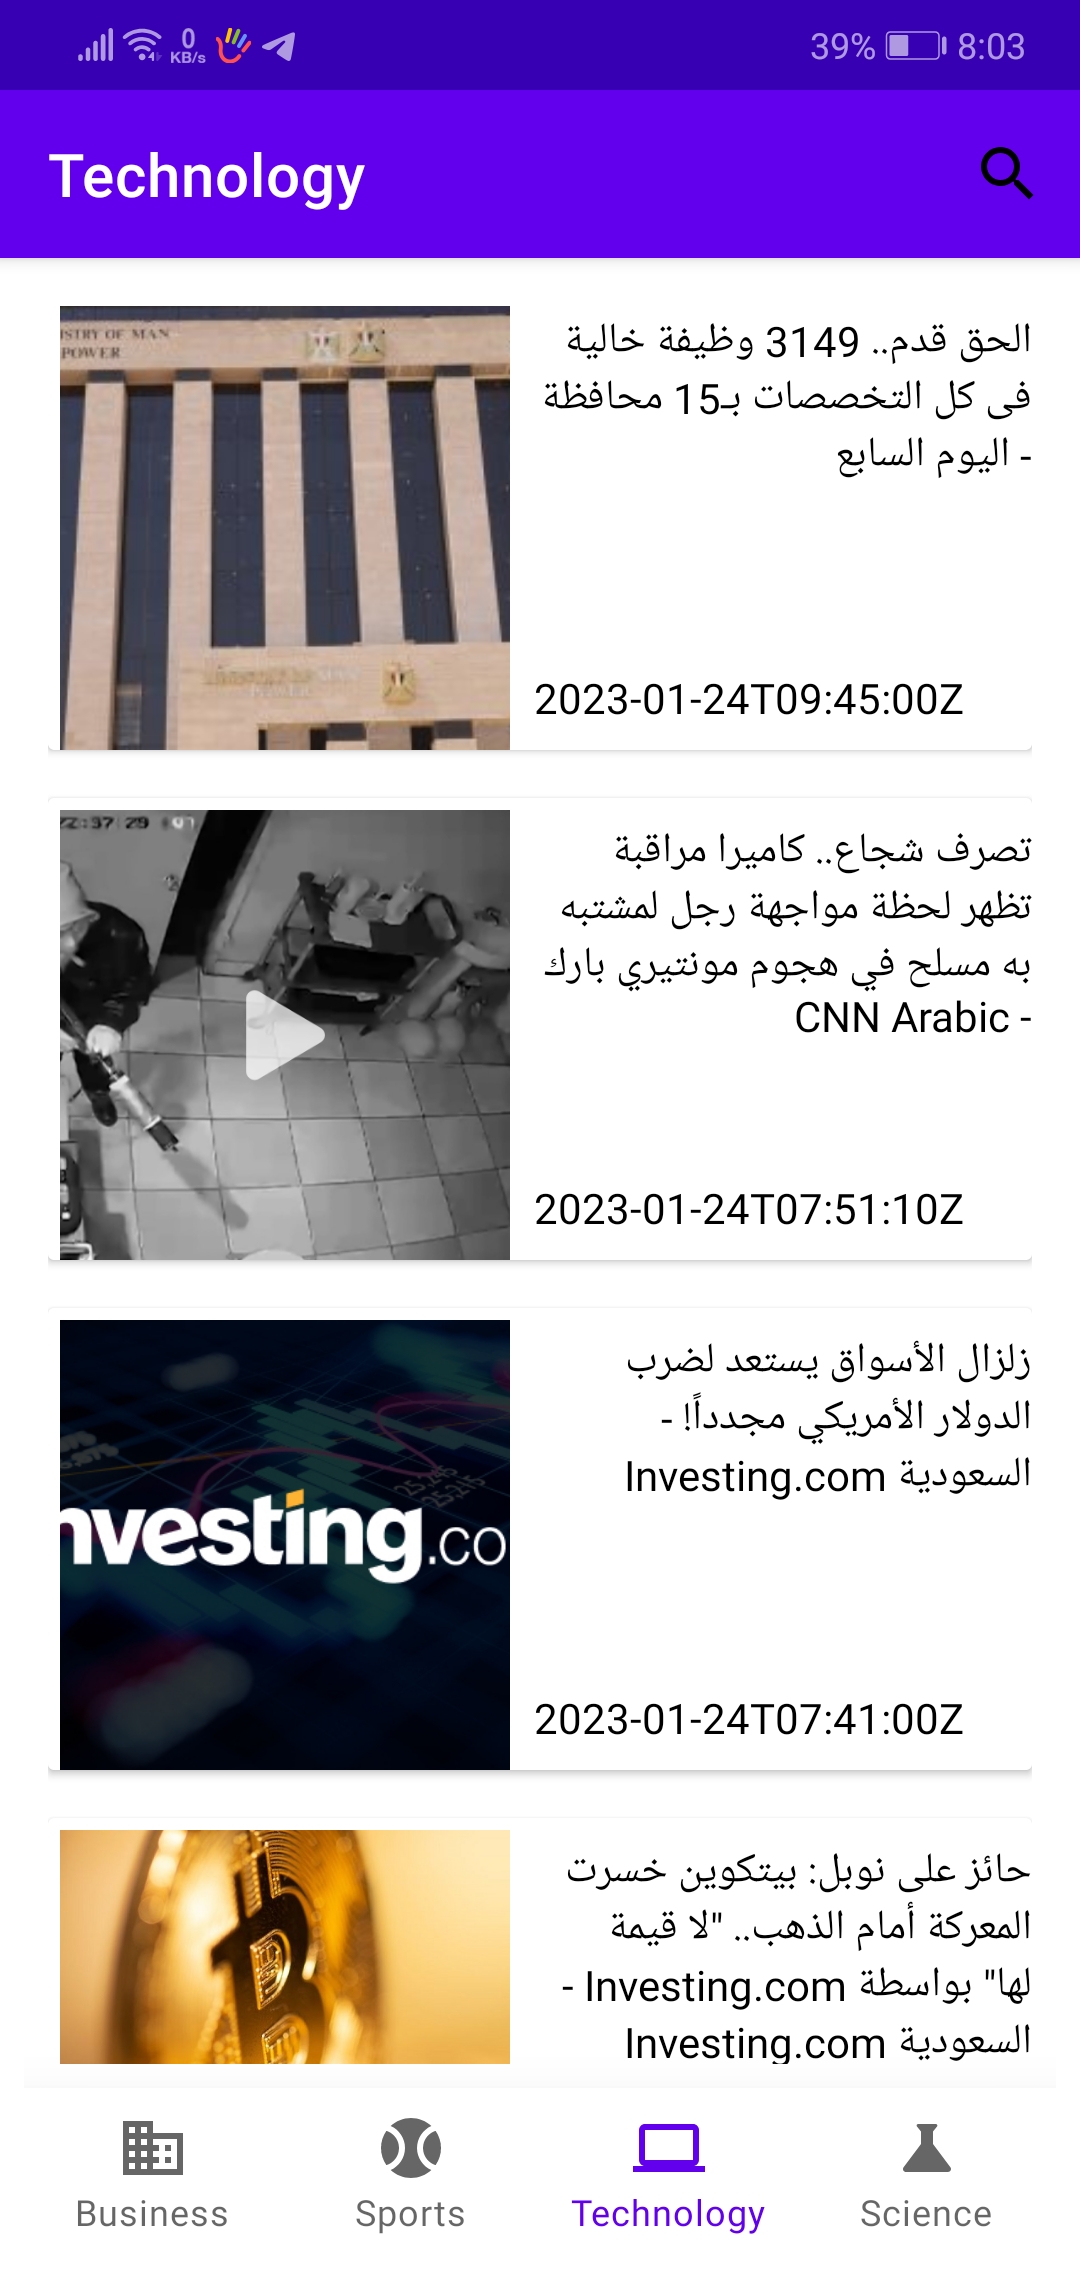 0 KB/s
39% 8:03
Technology
ISTRY OF MAN
POWER
الحق قدم.. 3149 وظيفة خالية
فى كل التخصصات بـ15 محافظة
- اليوم السابع
2023-01-24T09:45:00Z
22:37:29
تصرف شجاع.. كاميرا مراقبة
تظهر لحظة مواجهة رجل لمشتبه
به مسلح في هجوم مونتيري بارك
- CNN Arabic
2023-01-24T07:51:10Z
nvesting.co
زلزال الأسواق يستعد لضرب
الدولار الأمريكي مجدداً! -
السعودية Investing.com
2023-01-24T07:41:00Z
حائز على نوبل: بيتكوين خسرت
المعركة أمام الذهب.. "لا قيمة
لها" بواسطة Investing.com -
السعودية Investing.com
Business
Sports
Technology
Science